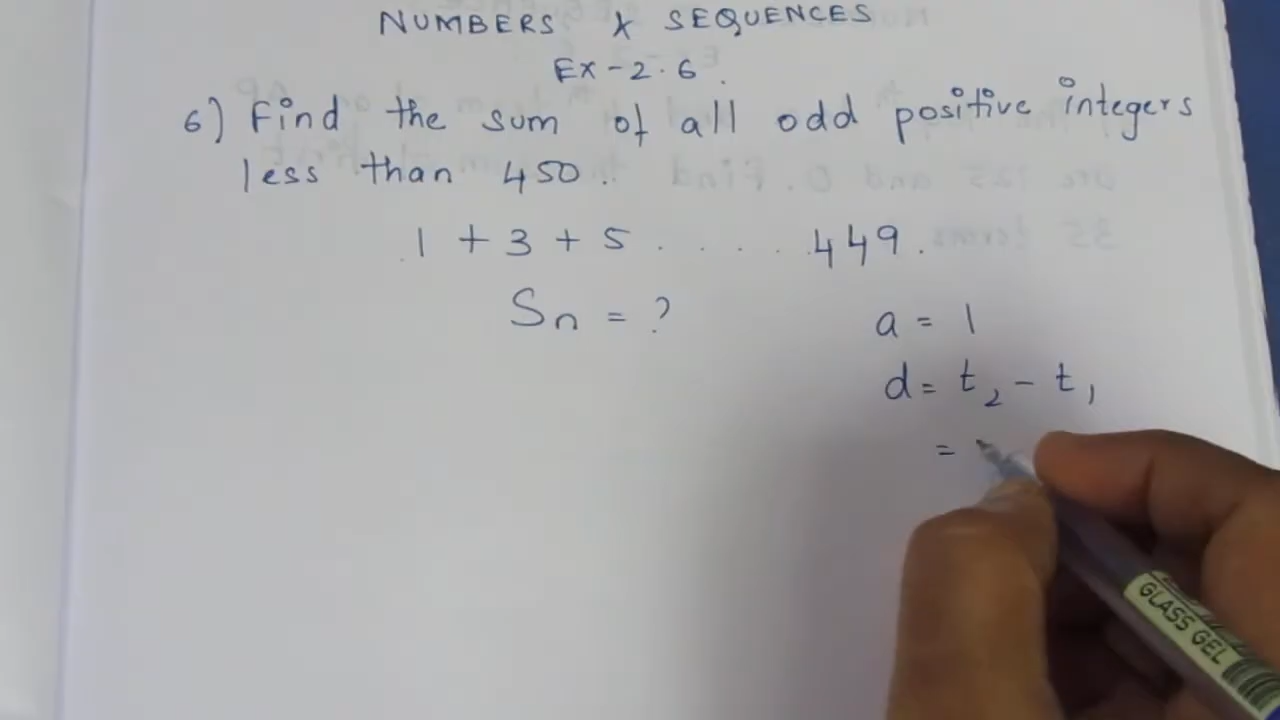 NUMBERS & SEQUENCES
Ex-2.6.
6) Find the sum of all odd positive integers
less than 450.
1 + 3 + 5 . . . . 449.
Sn = ?
a = 1
d = t2 - t1
=
GLASS GEL